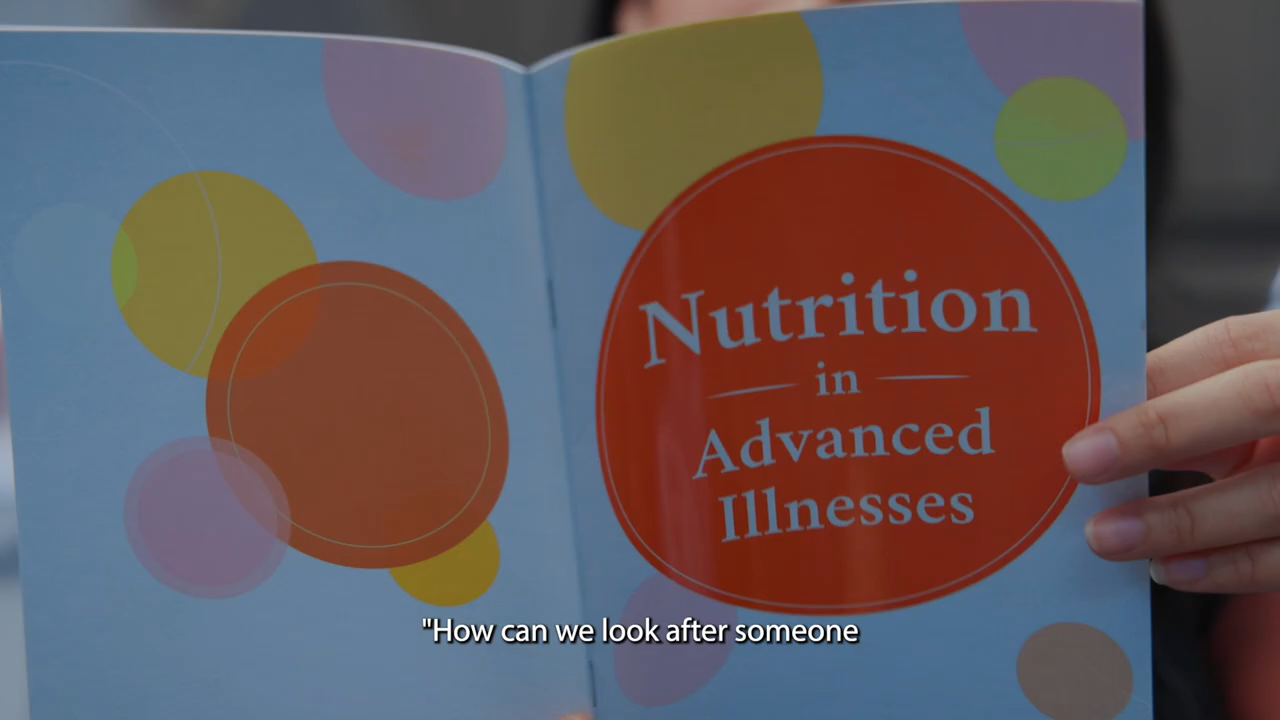 Nutrition
in
Advanced
Illnesses
"How can we look after someone